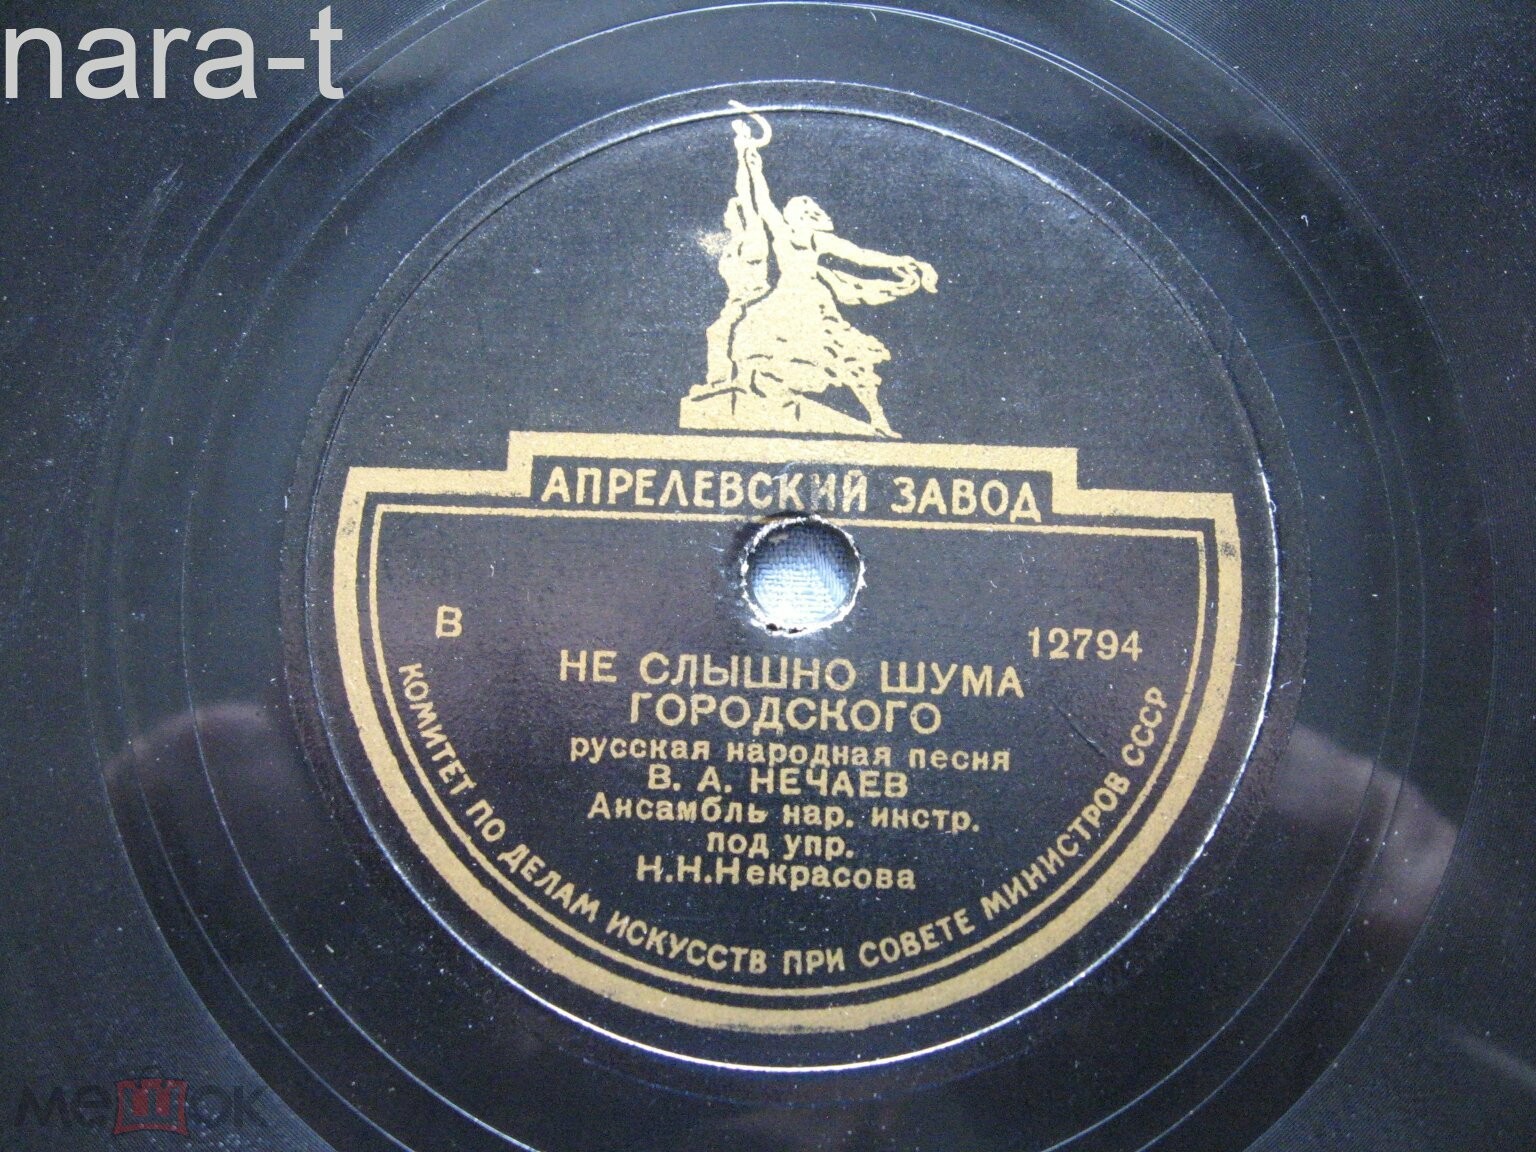 nara-t
АПРЕЛЕВСКИЙ ЗАВОД
В
12794
НЕ СЛЫШНО ШУМА
ГОРОДСКОГО
русская народная песня
В. А. НЕЧАЕВ
Ансамбль нар. инстр.
под упр.
Н.Н.Некрасова
КОМИТЕТ ПО ДЕЛАМ ИСКУССТВ ПРИ СОВЕТЕ МИНИСТРОВ СССР
мешок